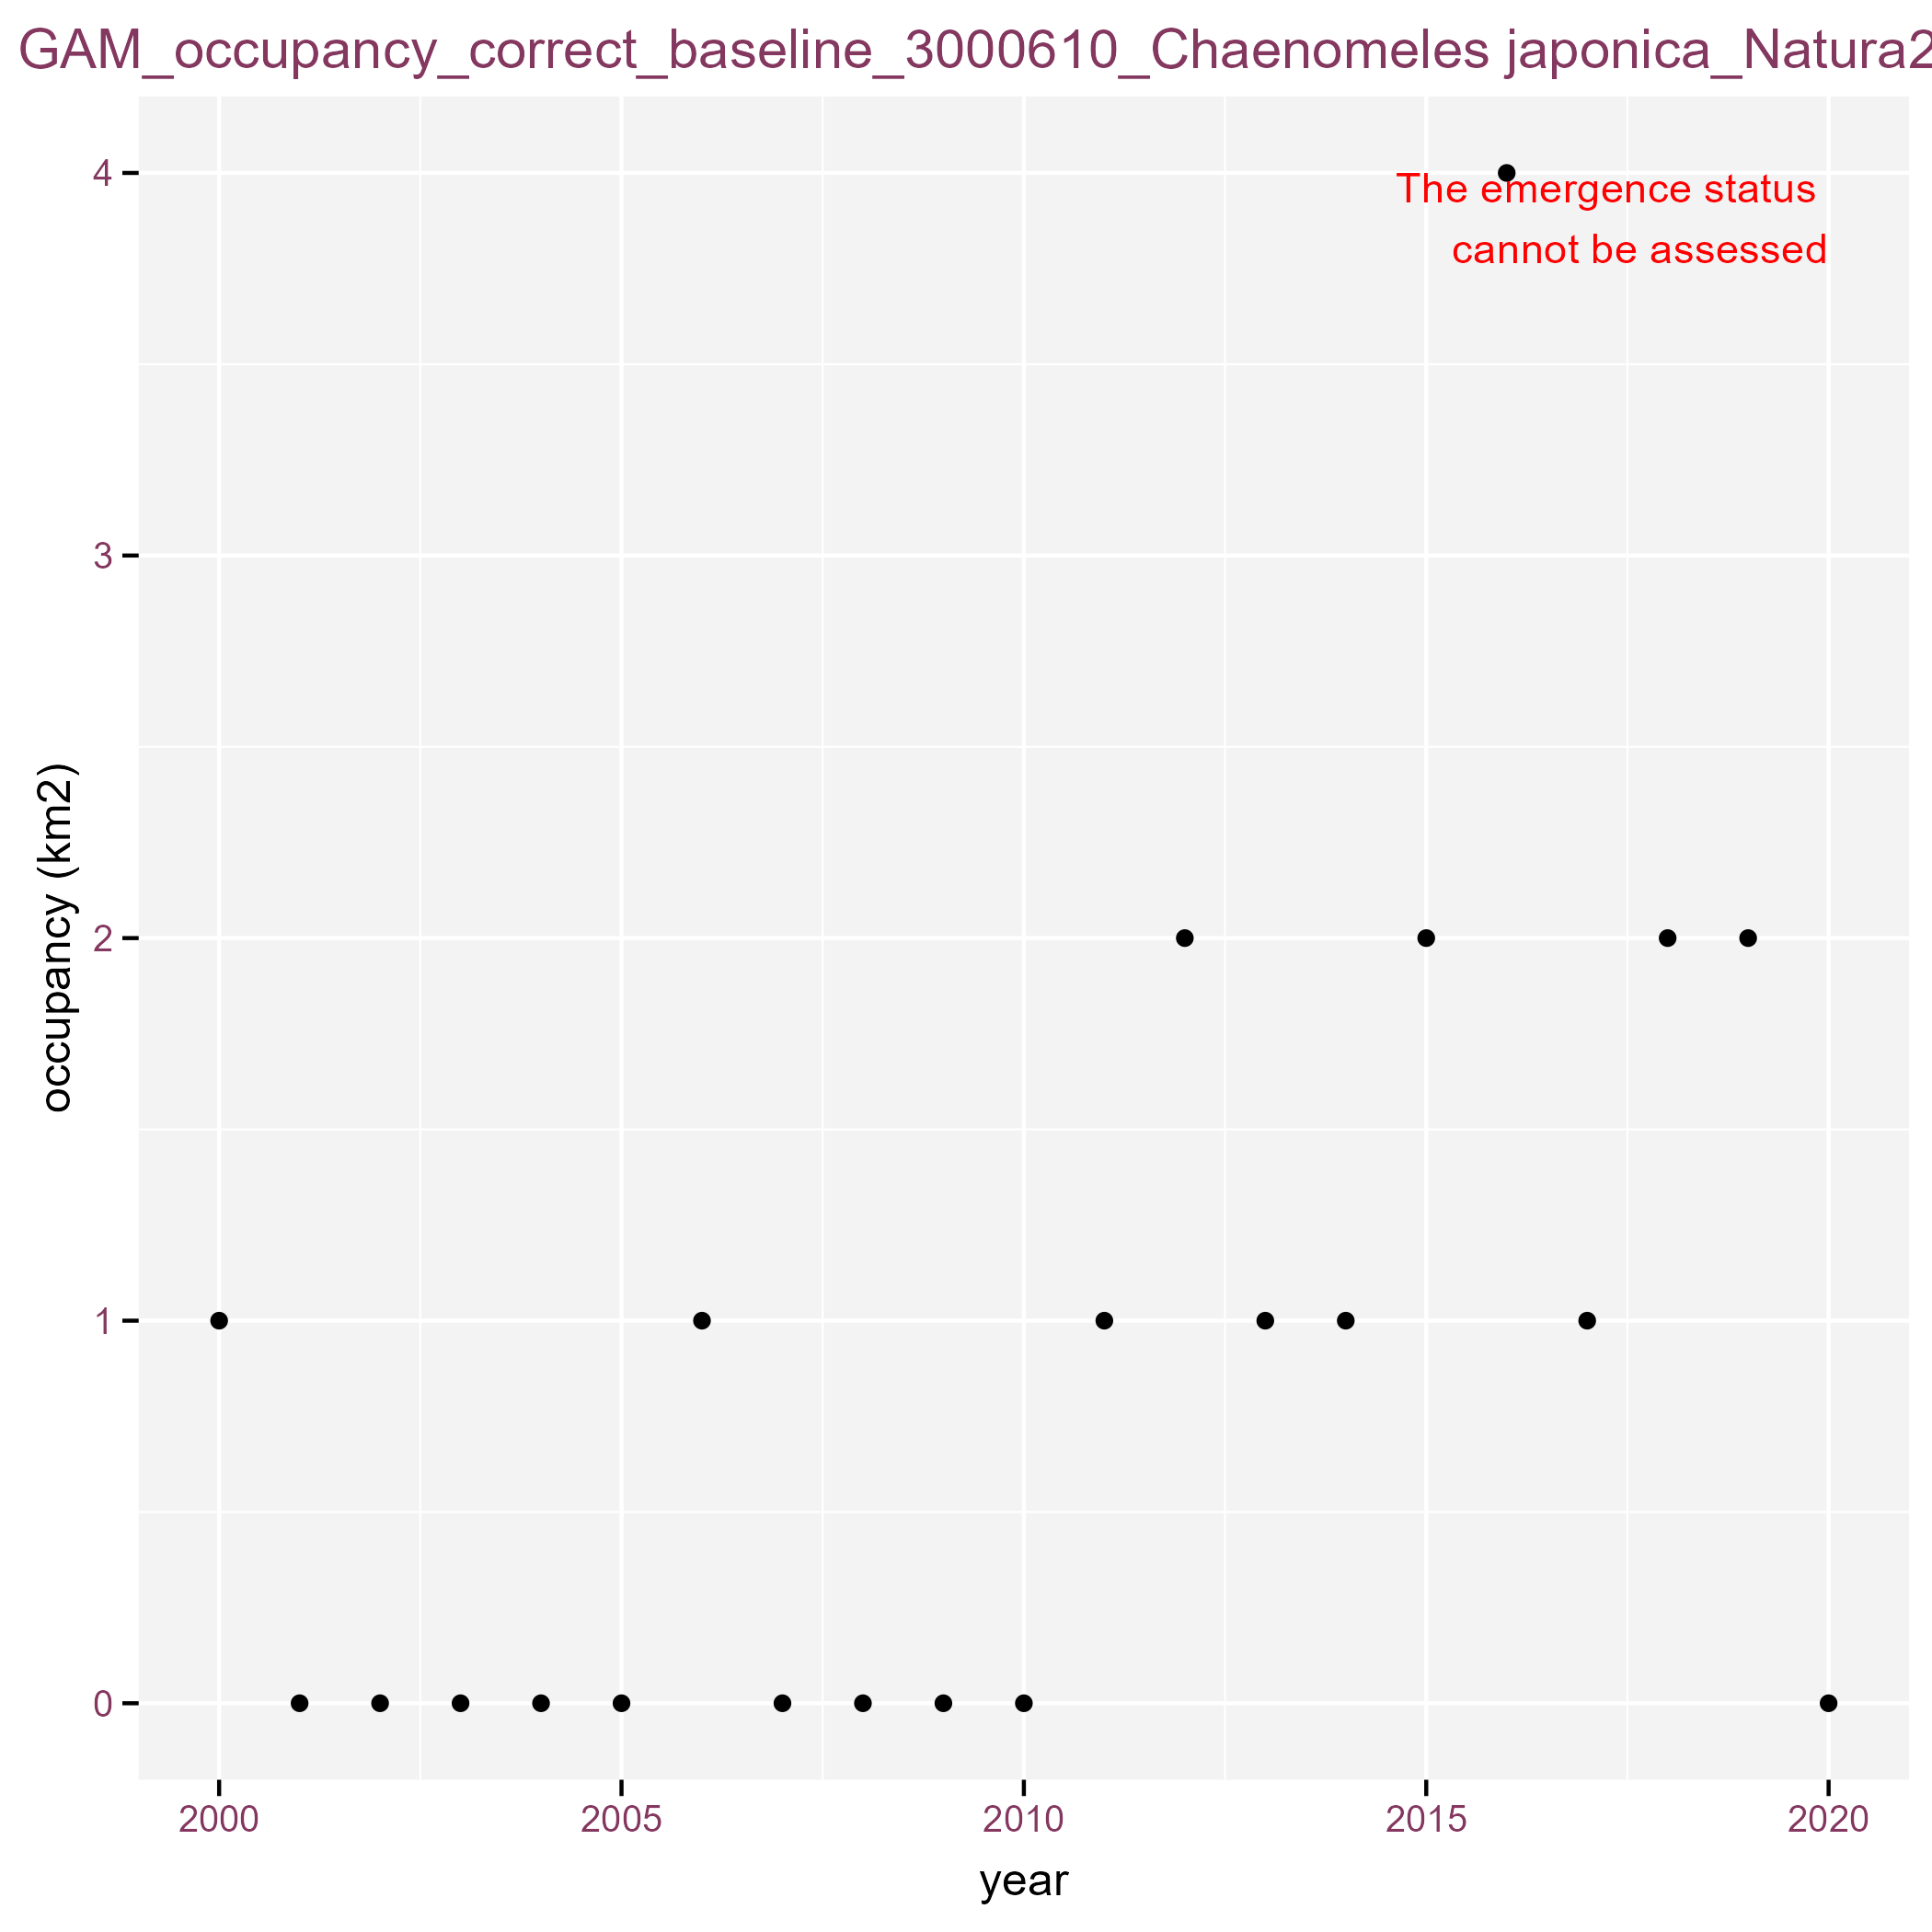 GAM_occupancy_correct_baseline_3000610_Chaenomeles japonica_Natura2
4
The emergence status
cannot be assessed
3
occupancy (km2)
2
1
0
2000 2005 2010 2015 2020
year